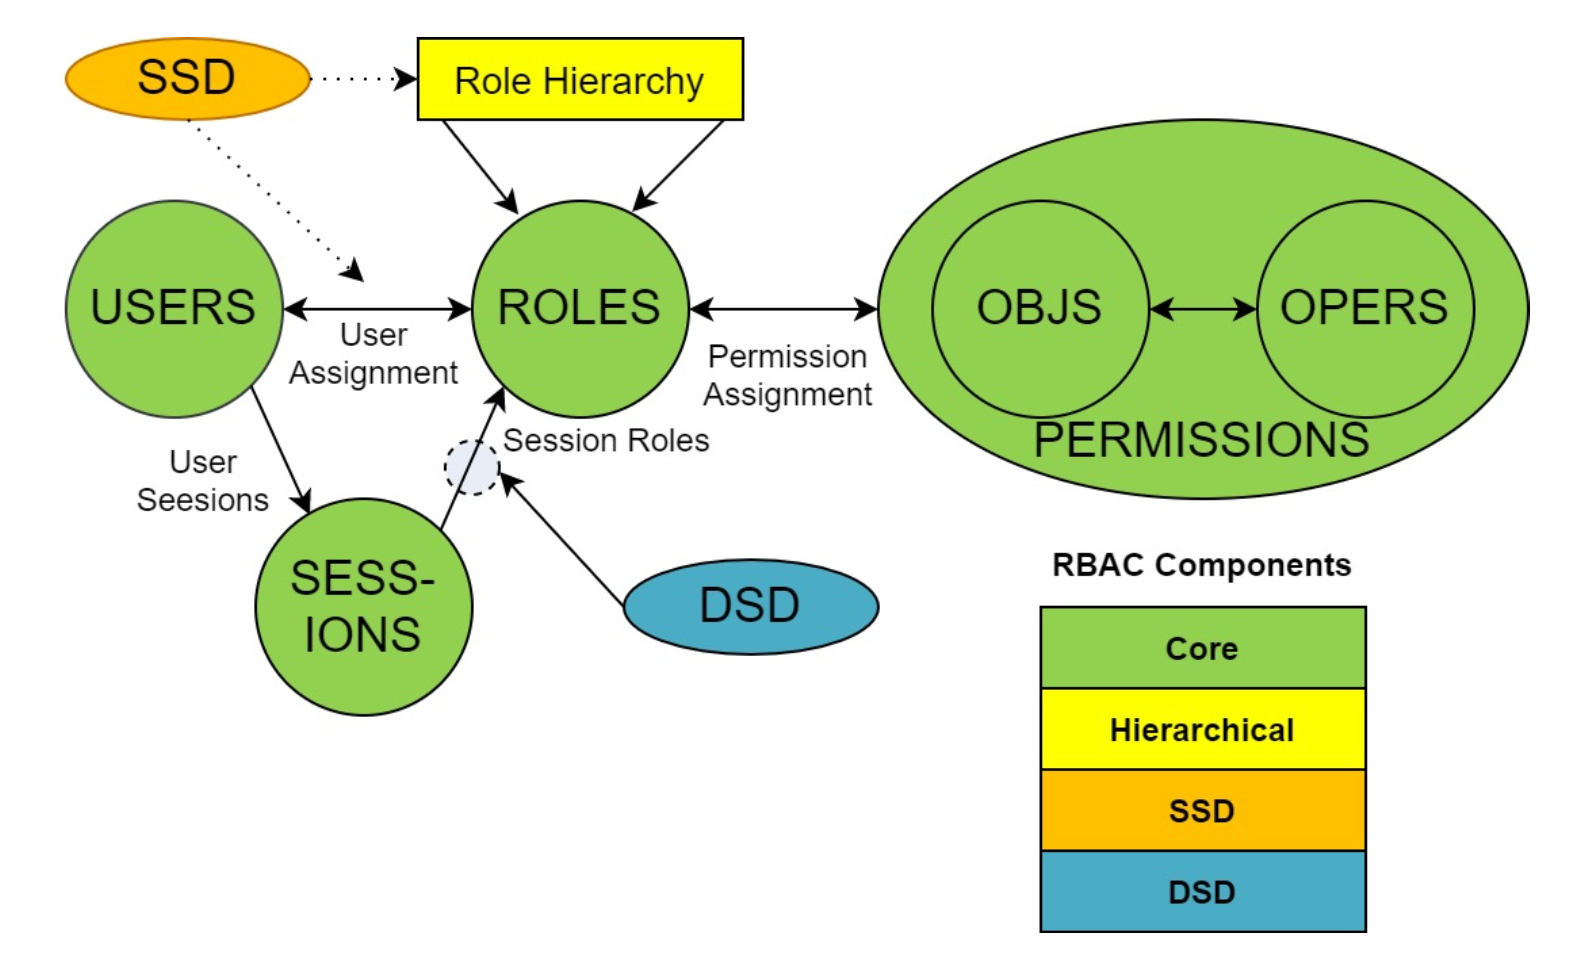 SSD
Role Hierarchy
USERS
ROLES
OBJS
OPERS
User
Assignment
Permission
Assignment
PERMISSIONS
Session Roles
User
Seesions
SESS-
IONS
DSD
RBAC Components
Core
Hierarchical
SSD
DSD